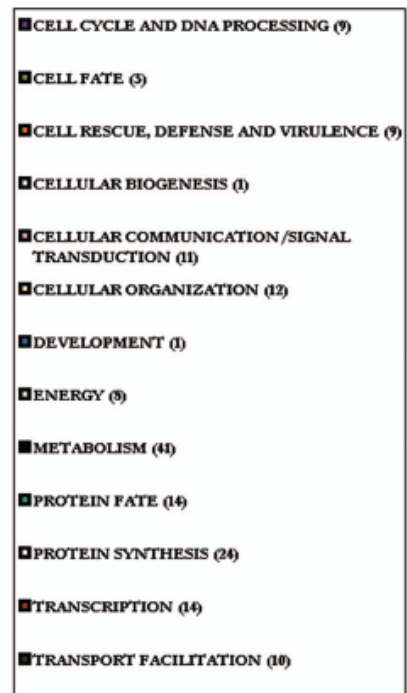 CELL CYCLE AND DNA PROCESSING (9)
CELL FATE (3)
CELL RESCUE, DEFENSE AND VIRULENCE (9)
CELLULAR BIOGENESIS (1)
CELLULAR COMMUNICATION /SIGNAL
TRANSDUCTION (11)
CELLULAR ORGANIZATION (12)
DEVELOPMENT (1)
ENERGY (8)
METABOLISM (41)
PROTEIN FATE (14)
PROTEIN SYNTHESIS (24)
TRANSCRIPTION (14)
TRANSPORT FACILITATION (10)